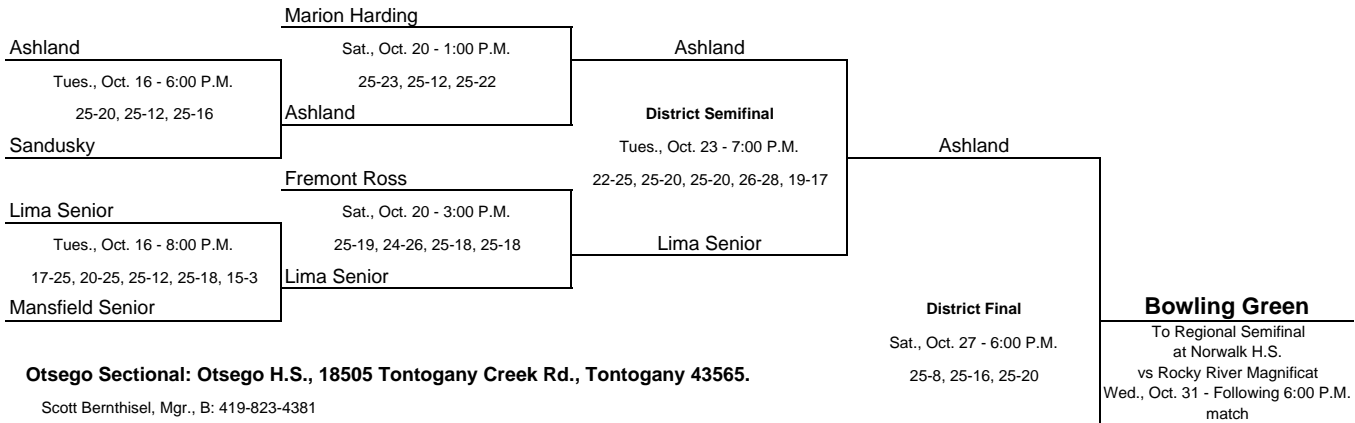 Marion Harding
Ashland
Sat., Oct. 20 - 1:00 P.M.
Ashland
Tues., Oct. 16 - 6:00 P.M.
25-23, 25-12, 25-22
25-20, 25-12, 25-16
Ashland
District Semifinal
Sandusky
Tues., Oct. 23 - 7:00 P.M.
Ashland
Fremont Ross
22-25, 25-20, 25-20, 26-28, 19-17
Lima Senior
Sat., Oct. 20 - 3:00 P.M.
Tues., Oct. 16 - 8:00 P.M.
25-19, 24-26, 25-18, 25-18
Lima Senior
17-25, 20-25, 25-12, 25-18, 15-3
Lima Senior
Mansfield Senior
District Final
Bowling Green
To Regional Semifinal
Sat., Oct. 27 - 6:00 P.M.
at Norwalk H.S.
Otsego Sectional: Otsego H.S., 18505 Tontogany Creek Rd., Tontogany 43565.
25-8, 25-16, 25-20
vs Rocky River Magnificat
Wed., Oct. 31 - Following 6:00 P.M.
match
Scott Bernthisel, Mgr., B: 419-823-4381